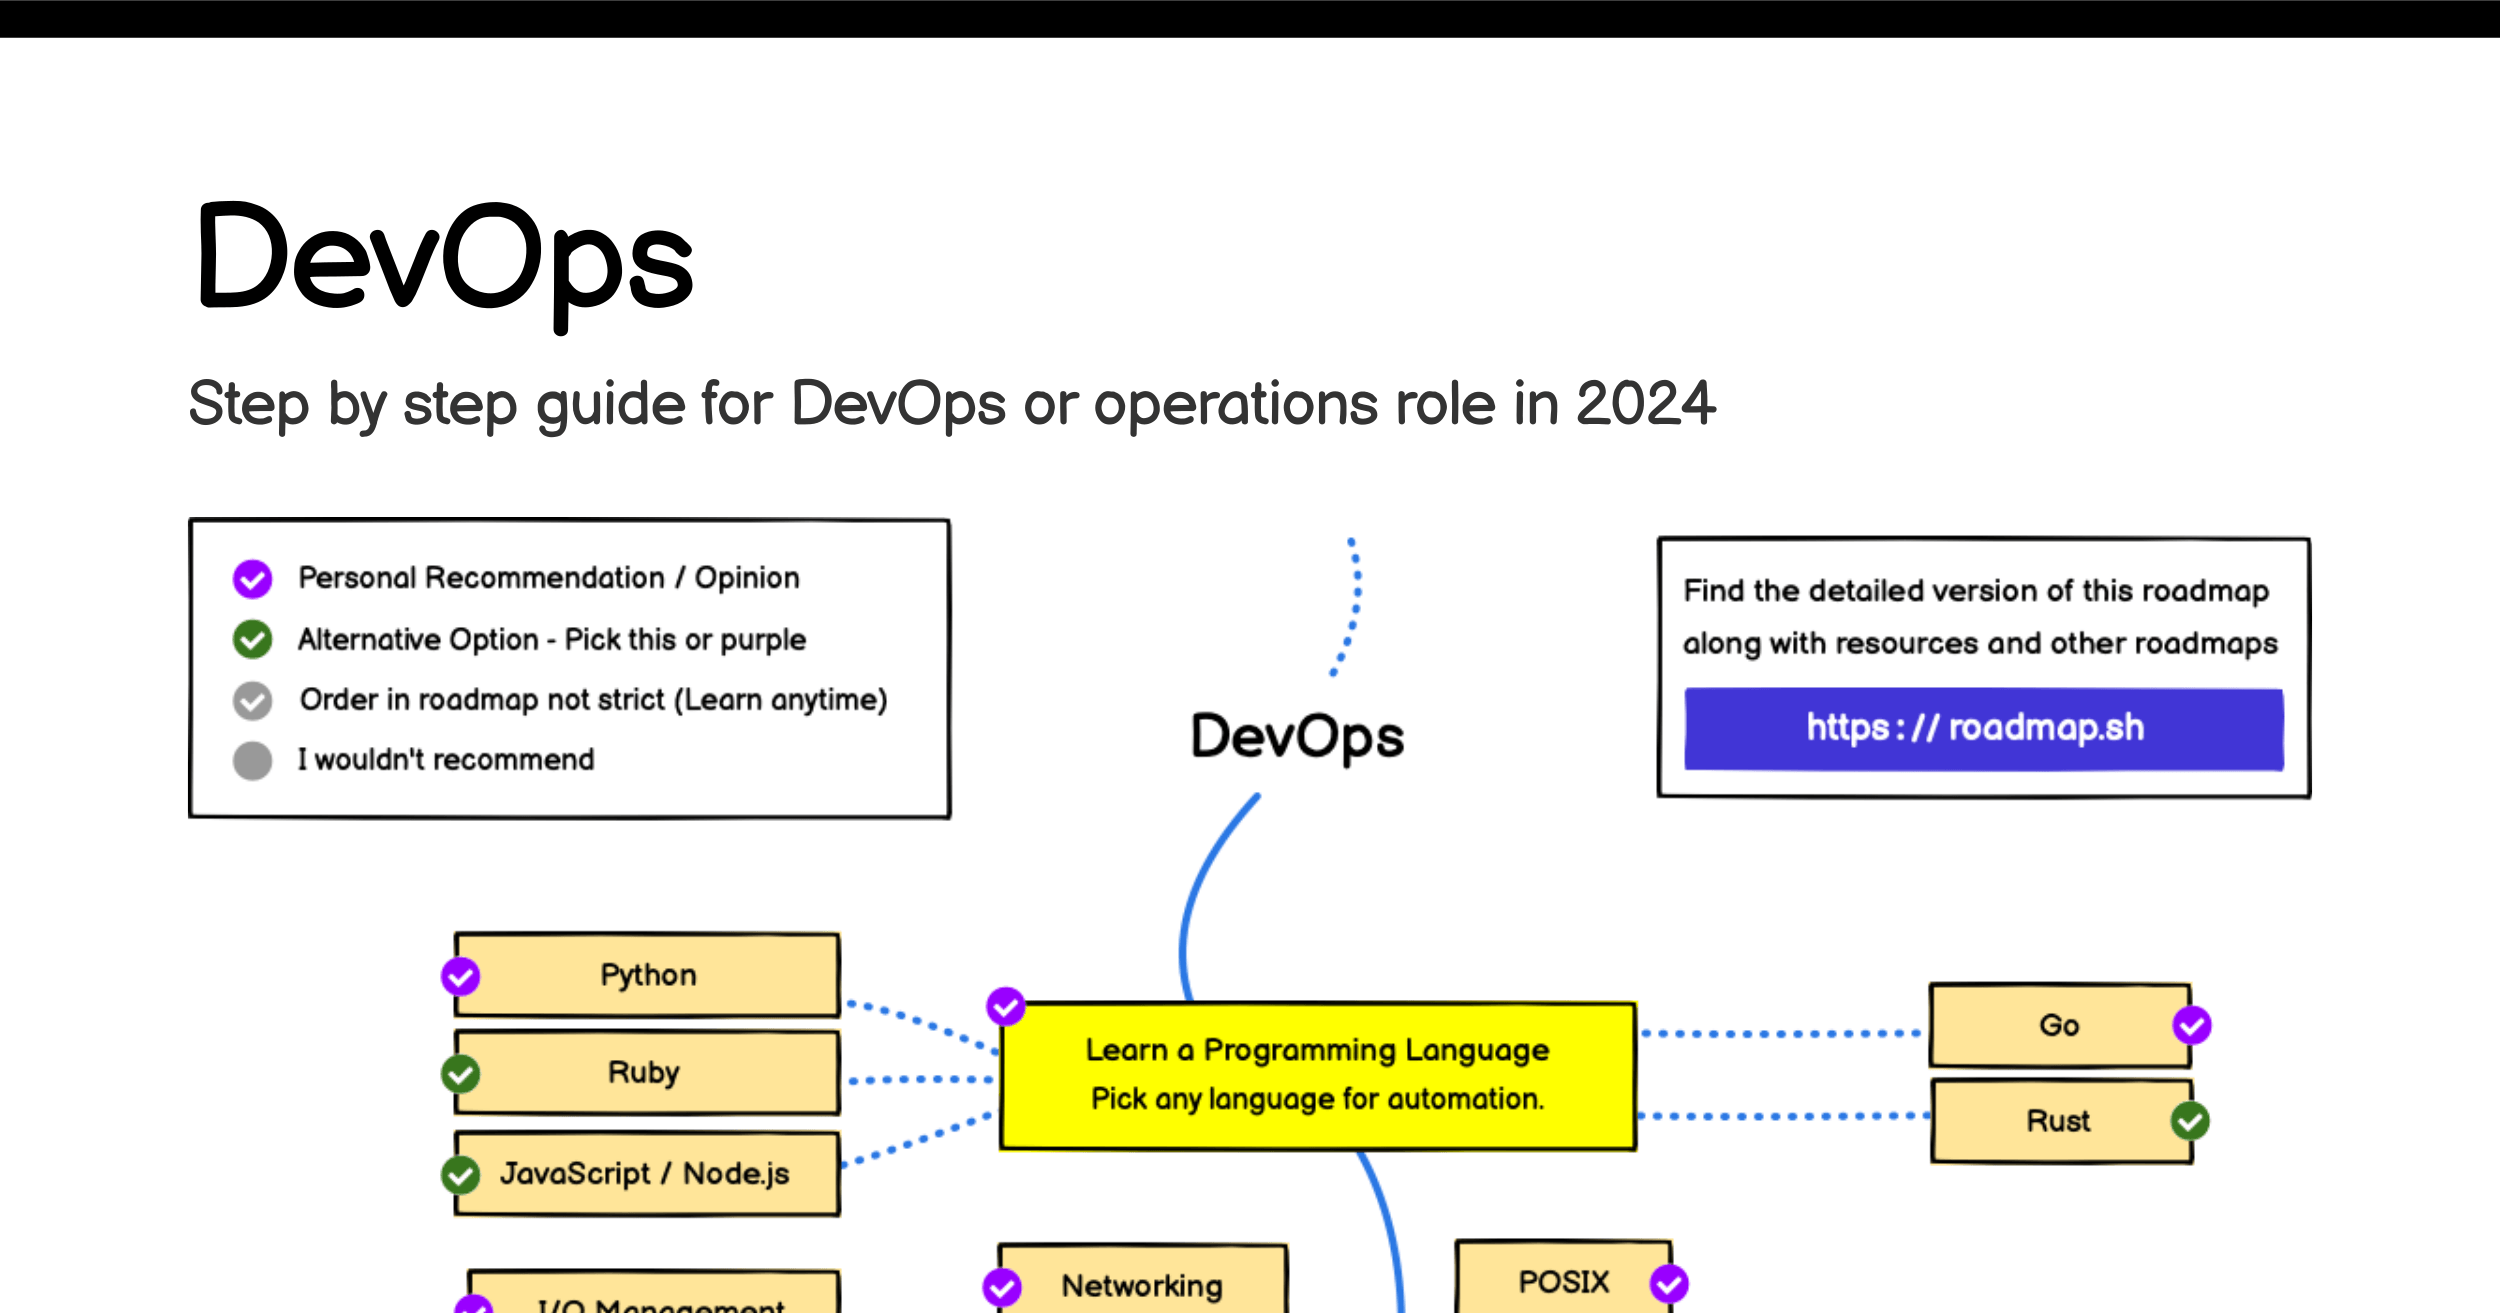 DevOps
Step by step guide for DevOps or operations role in 2024
Personal Recommendation / Opinion
Alternative Option - Pick this or purple
Order in roadmap not strict (Learn anytime)
I wouldn't recommend
Find the detailed version of this roadmap
along with resources and other roadmaps
https://roadmap.sh
DevOps
Python
Ruby
JavaScript / Node.js
Learn a Programming Language
Pick any language for automation.
Go
Rust
I/O Management
Networking
POSIX